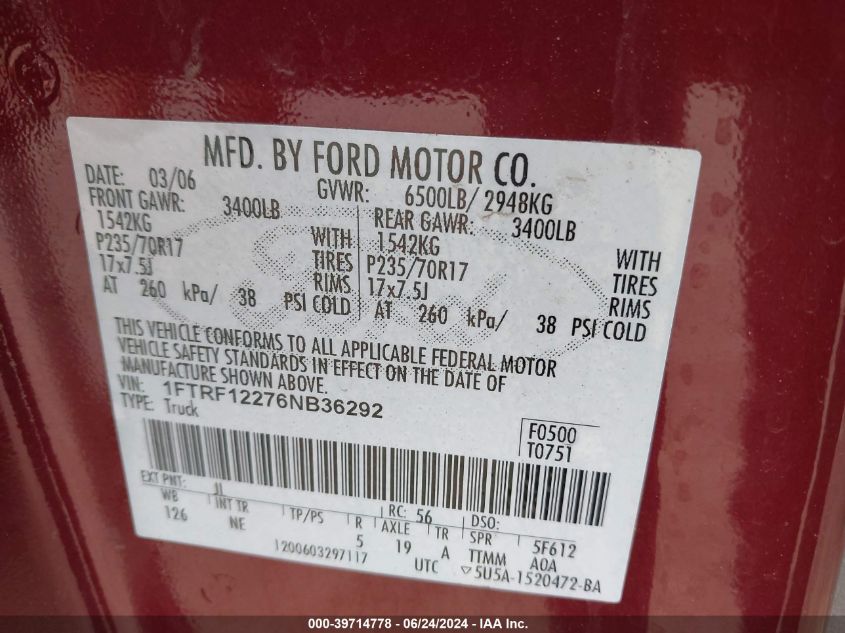 MFD. BY FORD MOTOR CO.
DATE: 03/06 GVWR: 6500LB/ 2948KG
FRONT GAWR: 3400LB REAR GAWR: 3400LB
1542KG WITH 1542KG WITH
P235/70R17 TIRES P235/70R17 TIRES
17x7.5J RIMS 17x7.5J RIMS
AT 260 kPa/ 38 PSI COLD AT 260 kPa/ 38 PSI COLD
THIS VEHICLE CONFORMS TO ALL APPLICABLE FEDERAL MOTOR
VEHICLE SAFETY STANDARDS IN EFFECT ON THE DATE OF
MANUFACTURE SHOWN ABOVE.
VIN: 1FTRF12276NB36292
TYPE: Truck
F0500
T0751
EXT PNT: JL RC: 56 DSO:
WB INT TR TP/PS R AXLE TR SPR 5F612
126 NE 5 19 A TTMM A0A
1200603297117 UTC ▽5U5A-1520472-BA
Ford
000-39714778 - 06/24/2024 - IAA Inc.